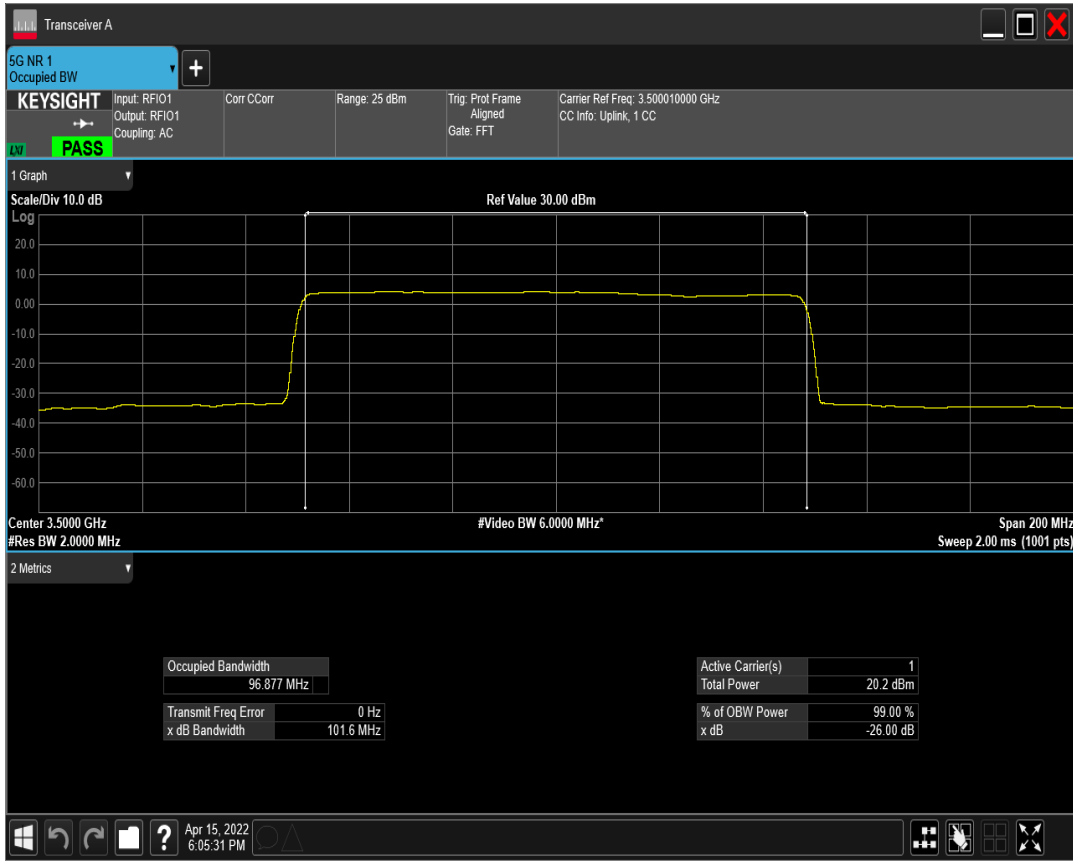 Transceiver A
5G NR 1
Occupied BW
KEYSIGHT
Input: RFIO1
Output: RFIO1
Coupling: AC
Corr CCorr
Range: 25 dBm
Trig: Prot Frame
Aligned
Gate: FFT
Carrier Ref Freq: 3.500010000 GHz
CC Info: Uplink, 1 CC
LXI
PASS
1 Graph
Scale/Div 10.0 dB
Ref Value 30.00 dBm
Log
20.0
10.0
0.00
-10.0
-20.0
-30.0
-40.0
-50.0
-60.0
Center 3.5000 GHz
#Video BW 6.0000 MHz*
Span 200 MHz
#Res BW 2.0000 MHz
Sweep 2.00 ms (1001 pts)
2 Metrics
Occupied Bandwidth
96.877 MHz
Active Carrier(s) 1
Total Power 20.2 dBm
Transmit Freq Error 0 Hz
x dB Bandwidth 101.6 MHz
% of OBW Power 99.00 %
x dB -26.00 dB
?
Apr 15, 2022
6:05:31 PM